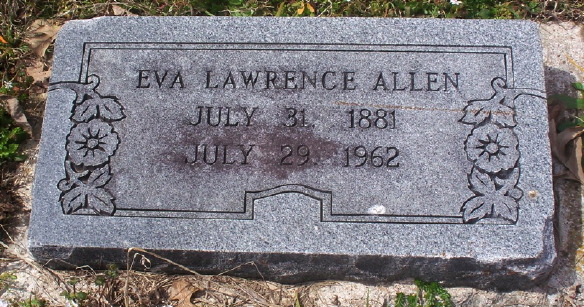 EVA LAWRENCE ALLEN
JULY 31 1881
JULY 29 1962